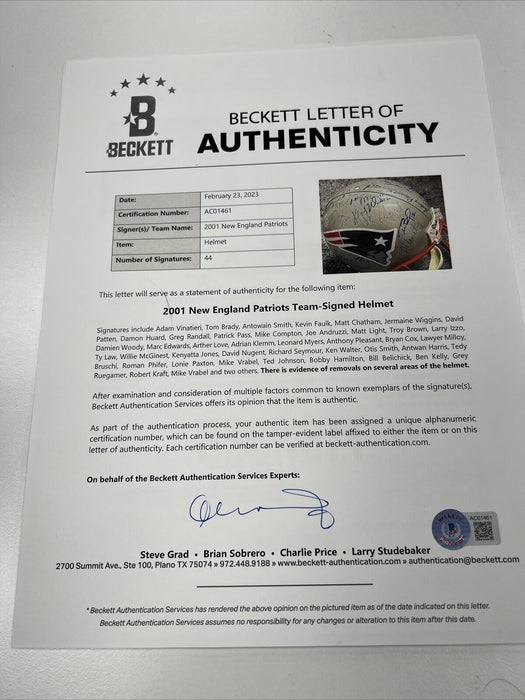 B
BECKETT
BECKETT LETTER OF
AUTHENTICITY
Date: February 23, 2023
Certification Number: AC01461
Signer(s)/ Team Name: 2001 New England Patriots
Item: Helmet
Number of Signatures: 44
This letter will serve as a statement of authenticity for the following item:
2001 New England Patriots Team-Signed Helmet
Signatures include Adam Vinatieri, Tom Brady, Antowain Smith, Kevin Faulk, Matt Chatham, Jermaine Wiggins, David
Patten, Damon Huard, Greg Randall, Patrick Pass, Mike Compton, Joe Andruzzi, Matt Light, Troy Brown, Larry Izzo,
Damien Woody, Marc Edwards, Arther Love, Adrian Klemm, Leonard Myers, Anthony Pleasant, Bryan Cox, Lawyer Milloy,
Ty Law, Willie McGinest, Kenyatta Jones, David Nugent, Richard Seymour, Ken Walter, Otis Smith, Antwan Harris, Tedy
Bruschi, Roman Phifer, Lonie Paxton, Mike Vrabel, Ted Johnson, Bobby Hamilton, Bill Belichick, Ben Kelly, Grey
Ruegamer, Robert Kraft, Mike Vrabel and two others. There is evidence of removals on several areas of the helmet.
After examination and consideration of multiple factors common to known exemplars of the signature(s),
Beckett Authentication Services offers its opinion that the item is authentic.
As part of the authentication process, your authentic item has been assigned a unique alphanumeric
certification number, which can be found on the tamper-evident label affixed to either the item or on this
letter of authenticity. Each certification number can be verified at beckett-authentication.com.
On behalf of the Beckett Authentication Services Experts:
AC01461
Steve Grad • Brian Sobrero • Charlie Price • Larry Studebaker
2700 Summit Ave., Ste 100, Plano TX 75074 » 972.448.9188 » www.beckett-authentication.com » authentication@beckett.com
*Beckett Authentication Services has rendered the above opinion on the pictured item as of the date indicated on this letter.
Beckett Authentication Services assumes no responsibility for any changes or alteration to this item after this date.